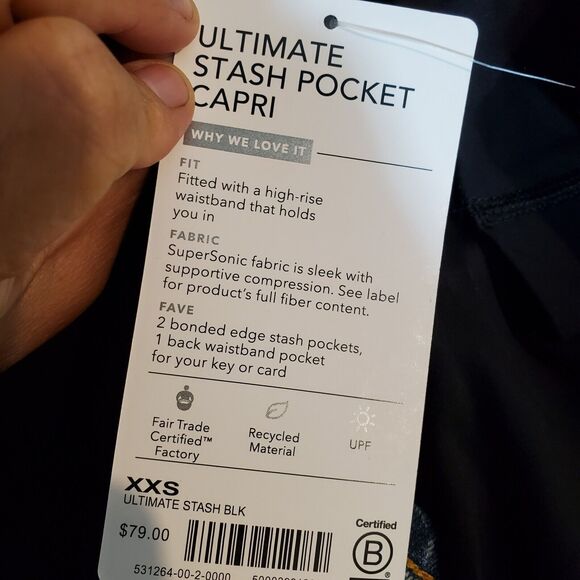 ULTIMATE
STASH POCKET
CAPRI
WHY WE LOVE IT
FIT
Fitted with a high-rise
waistband that holds
you in
FABRIC
SuperSonic fabric is sleek with
supportive compression. See label
for product's full fiber content.
FAVE
2 bonded edge stash pockets,
1 back waistband pocket
for your key or card
Fair Trade
Certified™
Factory
Recycled
Material
UPF
XXS
ULTIMATE STASH BLK
$79.00
Certified
B
531264-00-2-0000